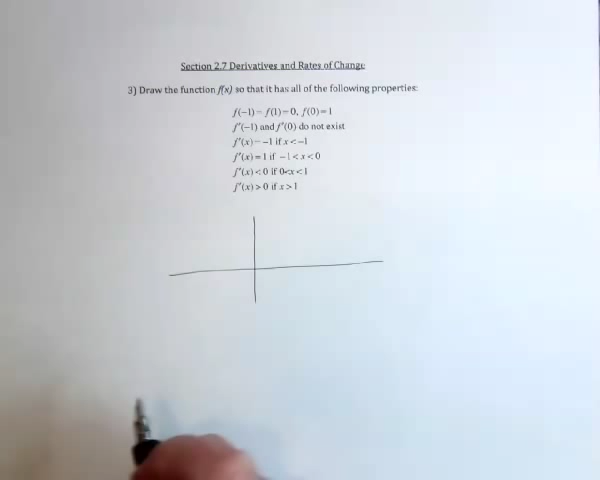 Section 2.7 Derivatives and Rates of Change
3) Draw the function f(x) so that it has all of the following properties:
f(−1) = f(1)=0, f(0)=1
f′(−1) and f′(0) do not exist
f′(x)=−1 if x<−1
f′(x)=1 if −1<x<0
f′(x)<0 if 0<x<1
f′(x)>0 if x>1